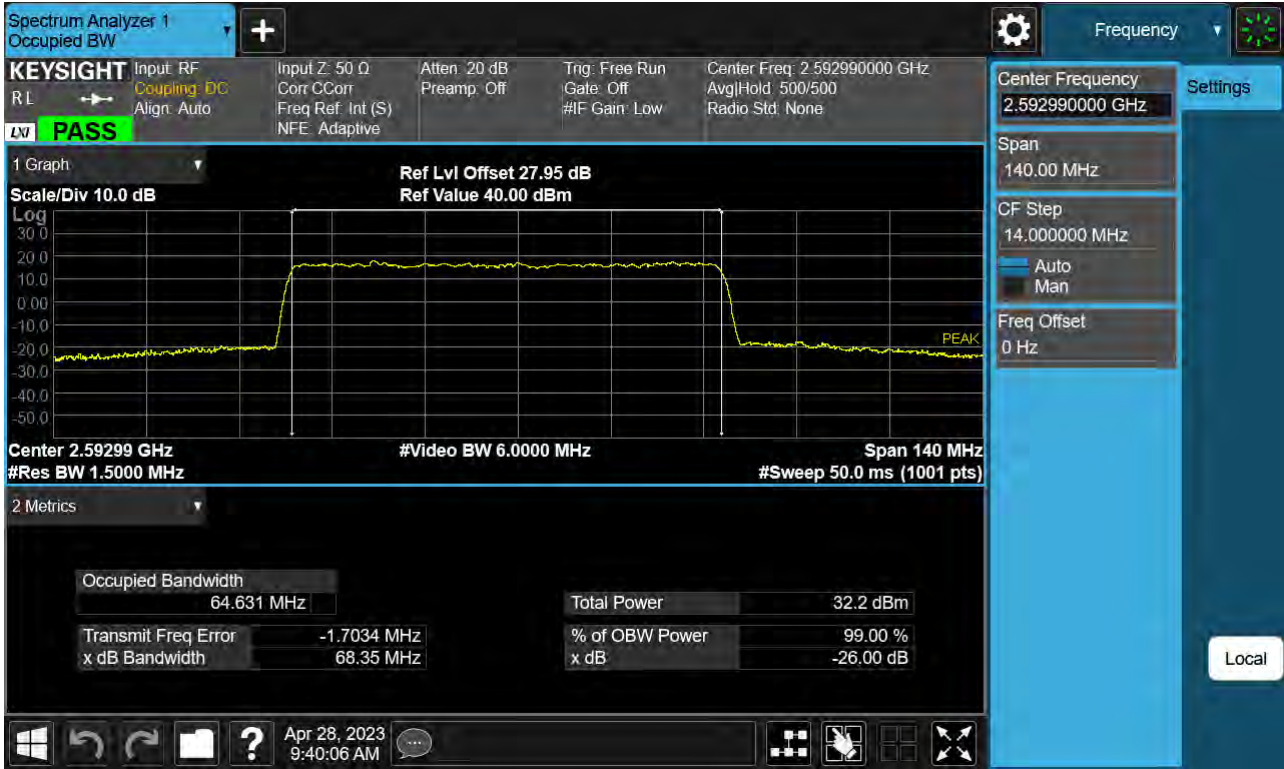 Spectrum Analyzer 1
Occupied BW
+
Frequency
KEYSIGHT
RL
LXI
PASS
Input: RF
Coupling: DC
Align: Auto
Input Z: 50 Ω
Corr CCorr
Freq Ref: Int (S)
NFE: Adaptive
Atten: 20 dB
Preamp: Off
Trig: Free Run
Gate: Off
#IF Gain: Low
Center Freq: 2.592990000 GHz
Avg|Hold: 500/500
Radio Std: None
1 Graph
Scale/Div 10.0 dB
Ref Lvl Offset 27.95 dB
Ref Value 40.00 dBm
Log
30.0
20.0
10.0
0.00
-10.0
-20.0
-30.0
-40.0
-50.0
PEAK
Center 2.59299 GHz
#Video BW 6.0000 MHz
Span 140 MHz
#Res BW 1.5000 MHz
#Sweep 50.0 ms (1001 pts)
2 Metrics
Occupied Bandwidth
64.631 MHz
Total Power 32.2 dBm
Transmit Freq Error -1.7034 MHz
% of OBW Power 99.00 %
x dB Bandwidth 68.35 MHz
x dB -26.00 dB
Center Frequency
2.592990000 GHz
Settings
Span
140.00 MHz
CF Step
14.000000 MHz
Auto
Man
Freq Offset
0 Hz
Local
?
Apr 28, 2023
9:40:06 AM